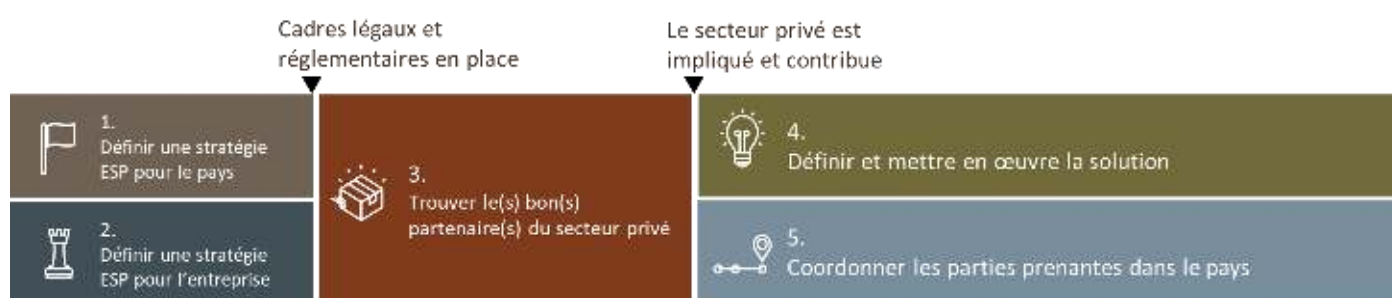 Cadres légaux et
réglementaires en place
Le secteur privé est
impliqué et contribue
1.
Définir une stratégie
ESP pour le pays
2.
Définir une stratégie
ESP pour l'entreprise
3.
Trouver le(s) bon(s)
partenaire(s) du secteur privé
4.
Définir et mettre en œuvre la solution
5.
Coordonner les parties prenantes dans le pays